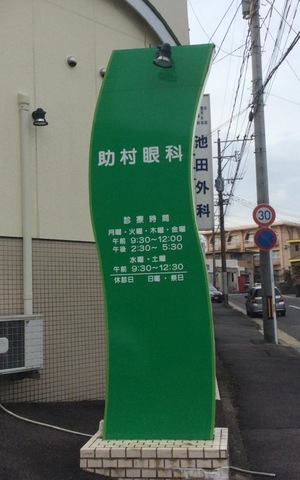 助村眼科
診療時間
月曜・火曜・木曜・金曜
午前 9:30~12:00
午後 2:30~5:30
水曜・土曜
午前 9:30~12:30
休診日 日曜・祭日
池田外科
30